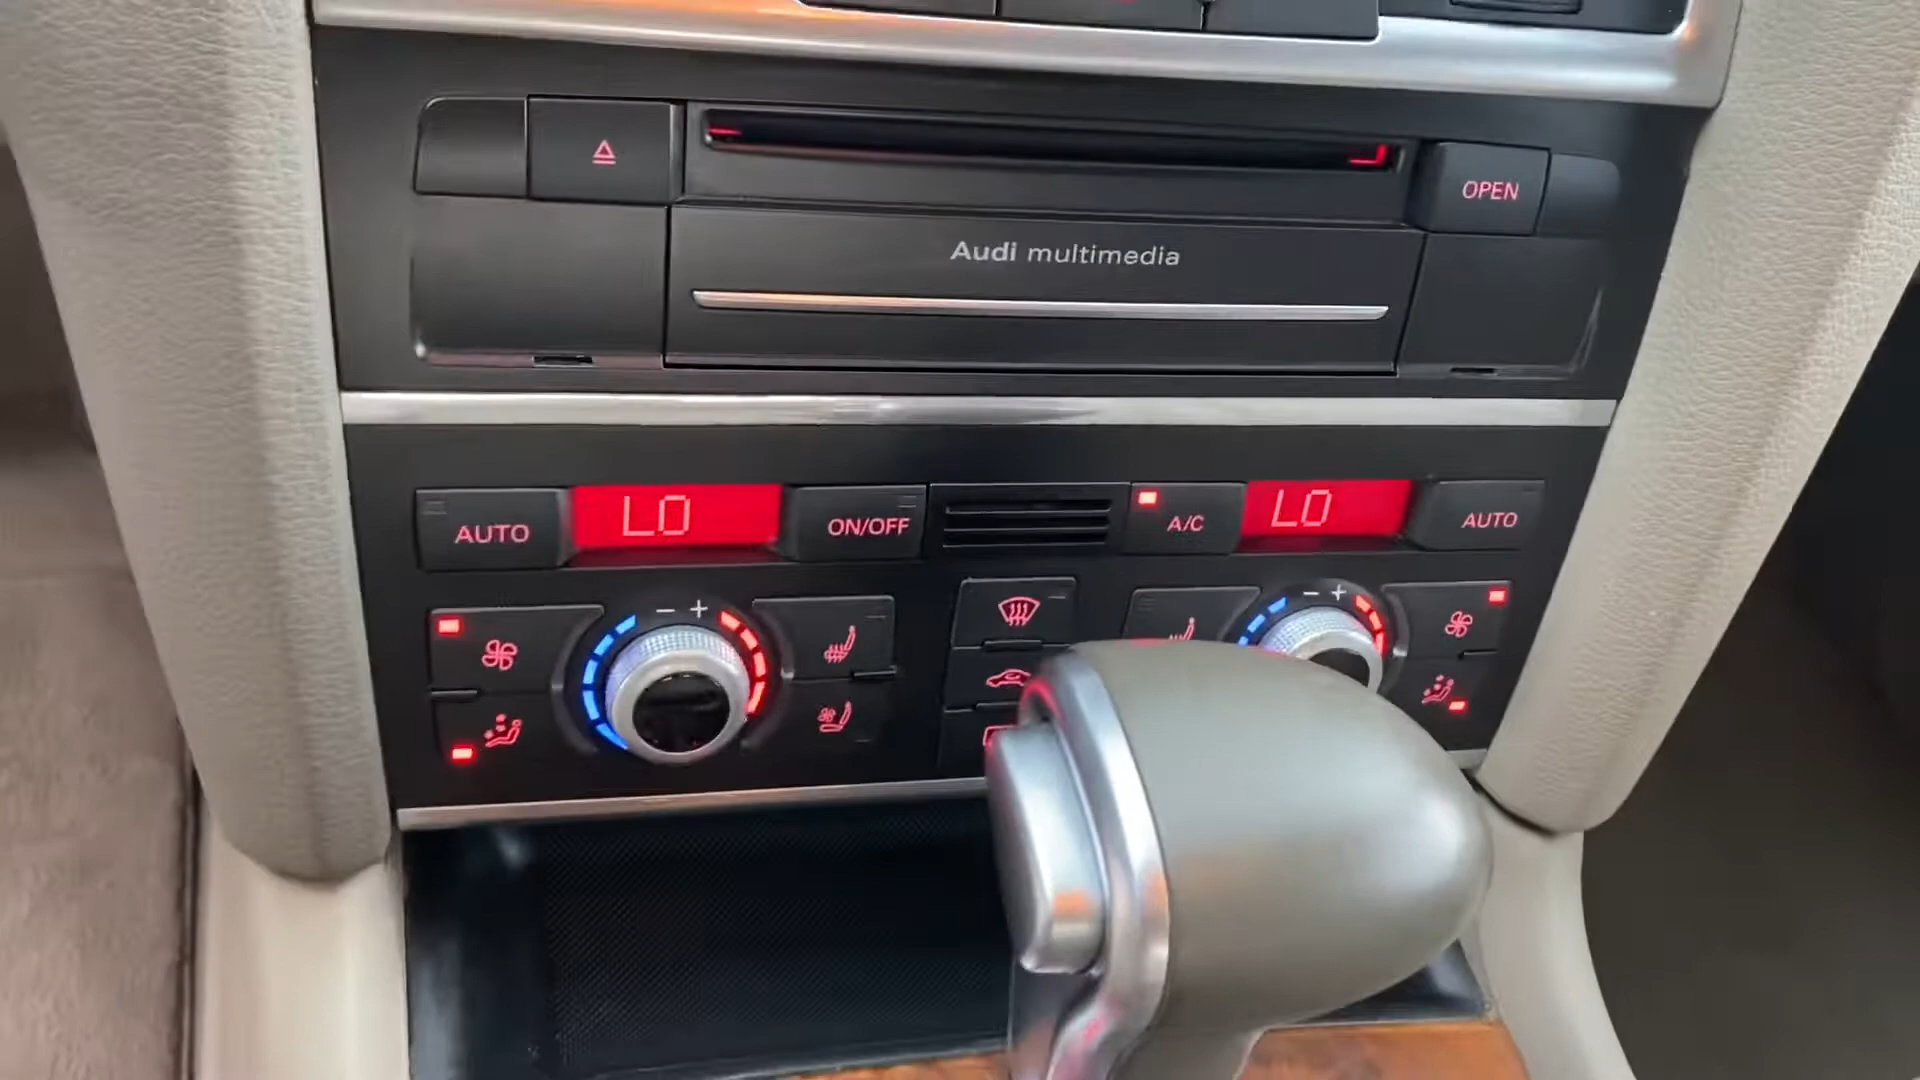 OPEN
Audi multimedia
AUTO
LO
ON/OFF
A/C
LO
AUTO
- +
- +